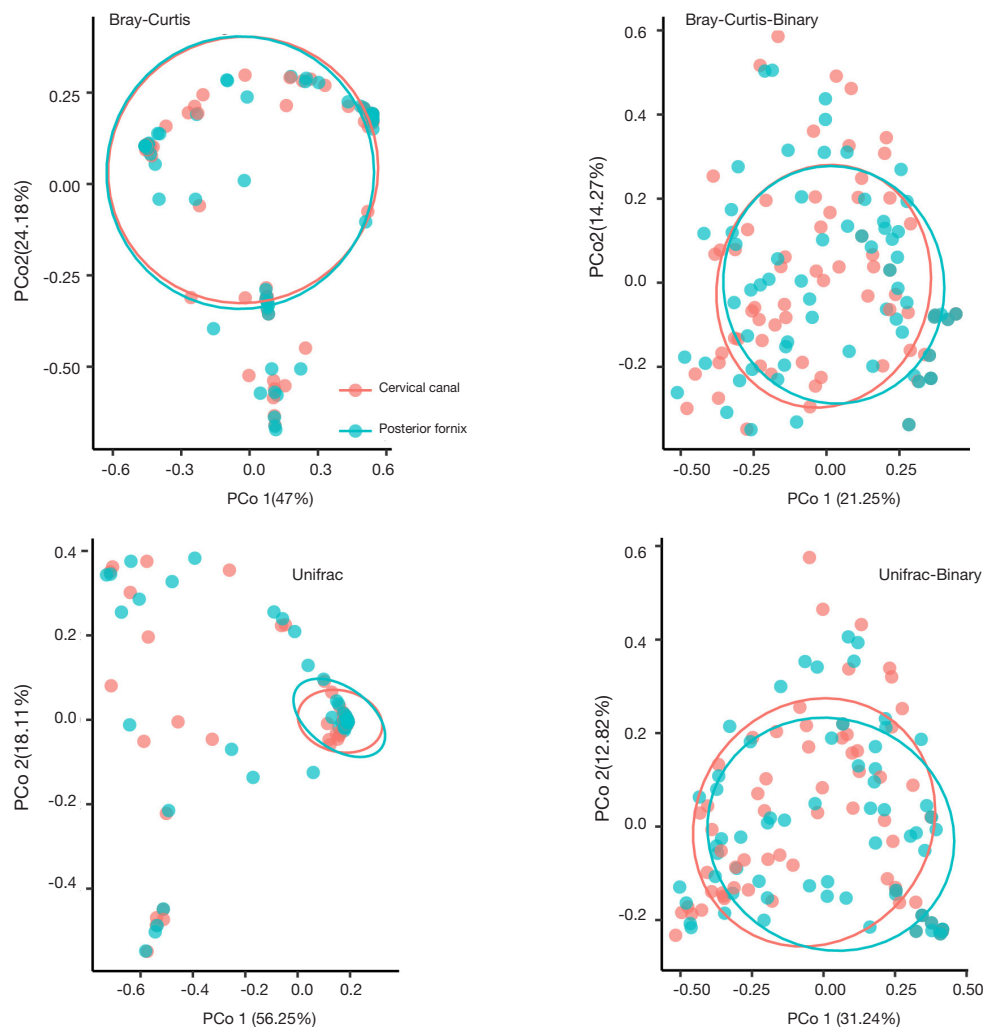 Bray-Curtis
0.25
0.00
-0.25
-0.50
PCo2(24.18%)
Cervical canal
Posterior fornix
-0.6
-0.3
0.0
0.3
0.6
PCo 1(47%)
Bray-Curtis-Binary
0.6
0.4
0.2
0.0
-0.2
PCo2(14.27%)
-0.50
-0.25
0.00
0.25
PCo 1 (21.25%)
Unifrac
0.4
0.2
0.0
-0.2
-0.4
PCo 2(18.11%)
-0.6
-0.4
-0.2
0.0
0.2
PCo 1 (56.25%)
Unifrac-Binary
0.6
0.4
0.2
0.0
-0.2
PCo 2(12.82%)
-0.50
-0.25
0.00
0.25
0.50
PCo 1 (31.24%)